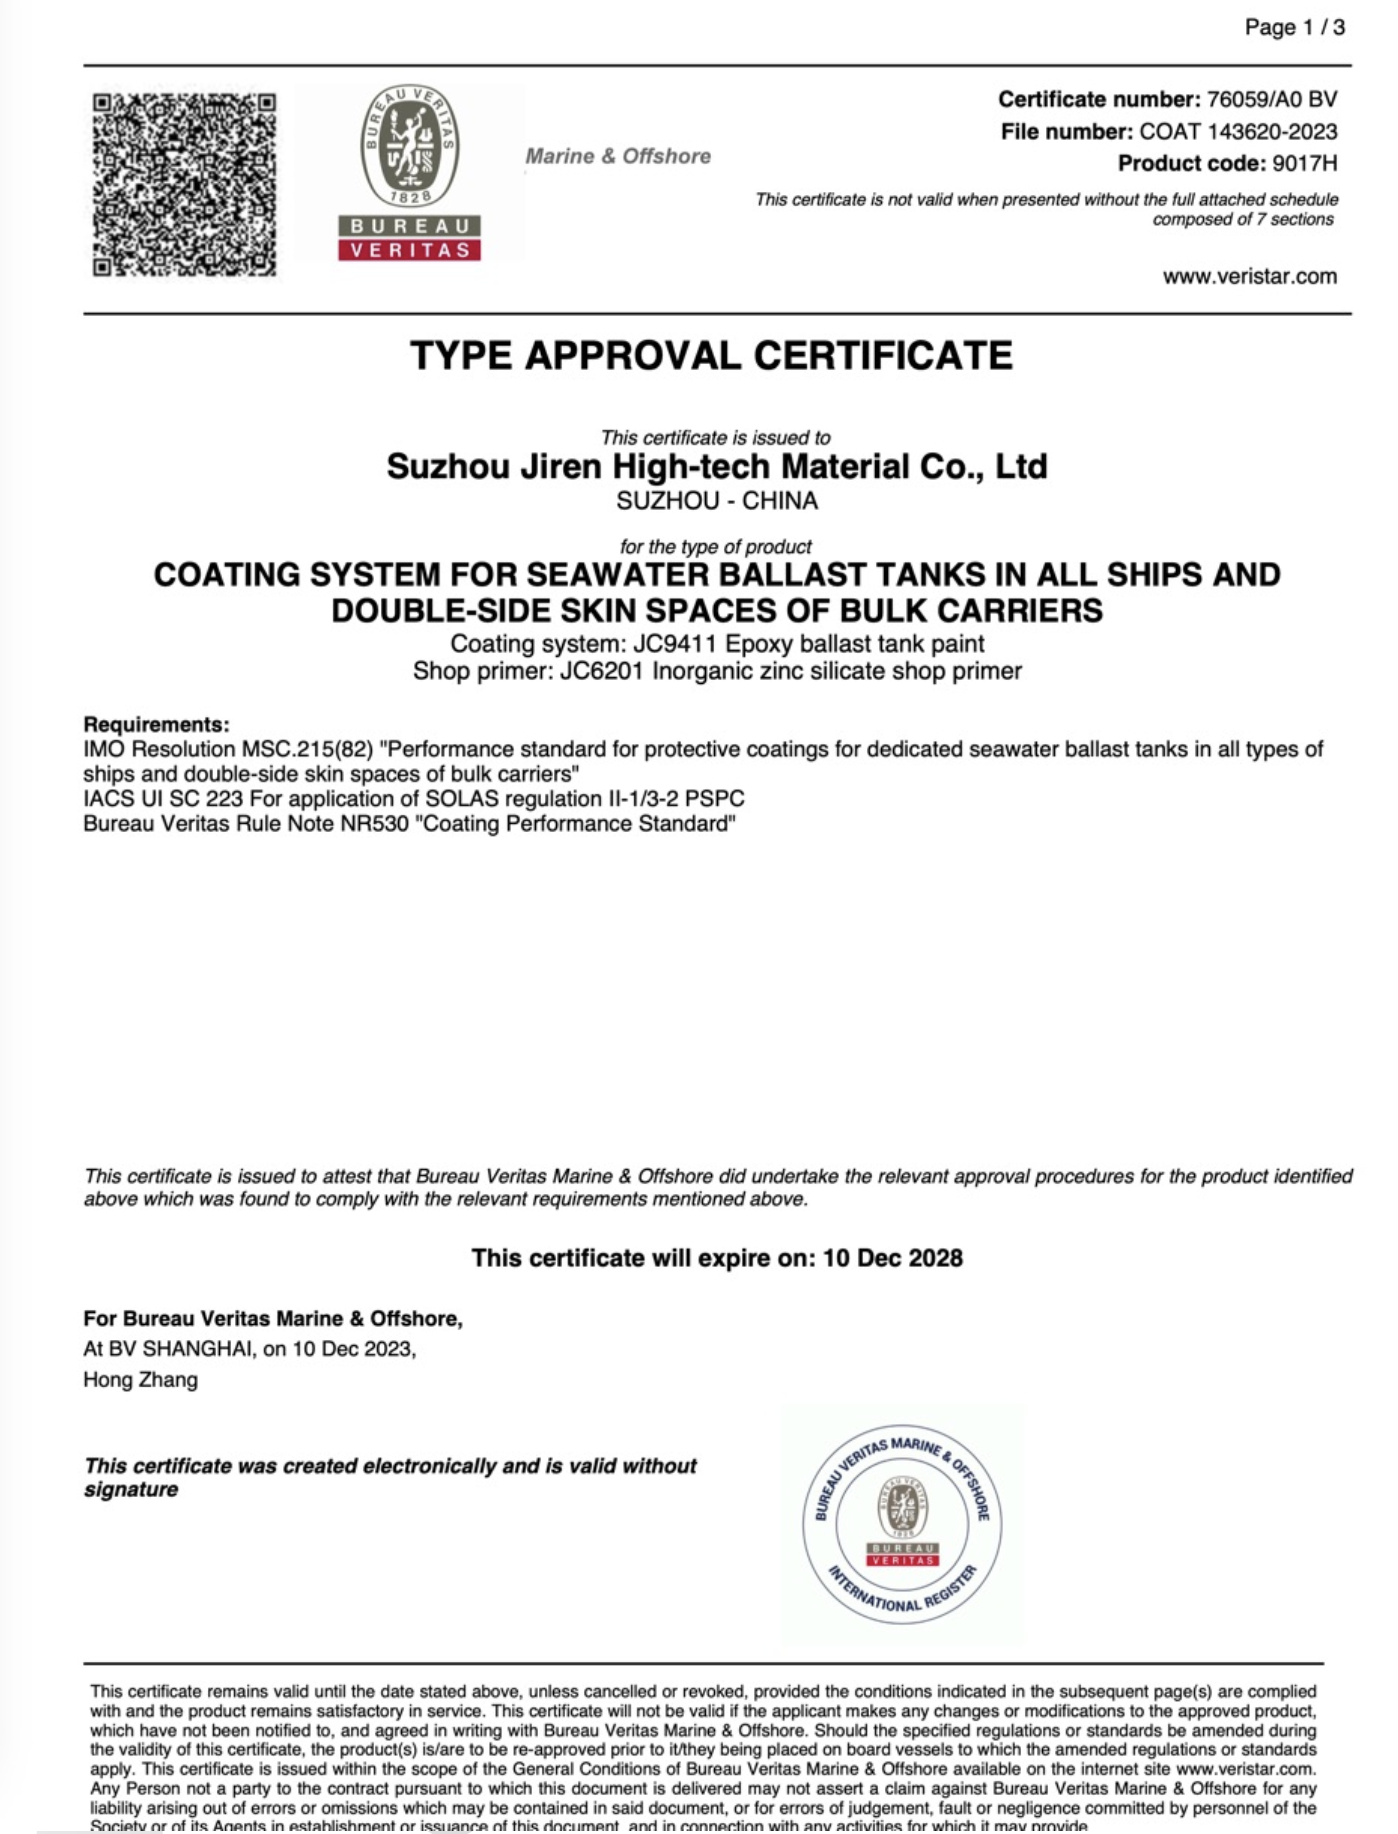 Page 1 / 3
BUREAU VERITAS
1828
BUREAU
VERITAS
Marine & Offshore
Certificate number: 76059/A0 BV
File number: COAT 143620-2023
Product code: 9017H
This certificate is not valid when presented without the full attached schedule
composed of 7 sections
www.veristar.com
TYPE APPROVAL CERTIFICATE
This certificate is issued to
Suzhou Jiren High-tech Material Co., Ltd
SUZHOU - CHINA
for the type of product
COATING SYSTEM FOR SEAWATER BALLAST TANKS IN ALL SHIPS AND
DOUBLE-SIDE SKIN SPACES OF BULK CARRIERS
Coating system: JC9411 Epoxy ballast tank paint
Shop primer: JC6201 Inorganic zinc silicate shop primer
Requirements:
IMO Resolution MSC.215(82) "Performance standard for protective coatings for dedicated seawater ballast tanks in all types of
ships and double-side skin spaces of bulk carriers"
IACS UI SC 223 For application of SOLAS regulation II-1/3-2 PSPC
Bureau Veritas Rule Note NR530 "Coating Performance Standard"
This certificate is issued to attest that Bureau Veritas Marine & Offshore did undertake the relevant approval procedures for the product identified
above which was found to comply with the relevant requirements mentioned above.
This certificate will expire on: 10 Dec 2028
For Bureau Veritas Marine & Offshore,
At BV SHANGHAI, on 10 Dec 2023,
Hong Zhang
This certificate was created electronically and is valid without
signature
BUREAU VERITAS MARINE & OFFSHORE
BUREAU VERITAS
1828
BUREAU
VERITAS
INTERNATIONAL REGISTER
This certificate remains valid until the date stated above, unless cancelled or revoked, provided the conditions indicated in the subsequent page(s) are complied
with and the product remains satisfactory in service. This certificate will not be valid if the applicant makes any changes or modifications to the approved product,
which have not been notified to, and agreed in writing with Bureau Veritas Marine & Offshore. Should the specified regulations or standards be amended during
the validity of this certificate, the product(s) is/are to be re-approved prior to it/they being placed on board vessels to which the amended regulations or standards
apply. This certificate is issued within the scope of the General Conditions of Bureau Veritas Marine & Offshore available on the internet site www.veristar.com.
Any Person not a party to the contract pursuant to which this document is delivered may not assert a claim against Bureau Veritas Marine & Offshore for any
liability arising out of errors or omissions which may be contained in said document, or for errors of judgement, fault or negligence committed by personnel of the
Society or of its Agents in establishment or issuance of this document, and in connection with any activities for which it may provide.